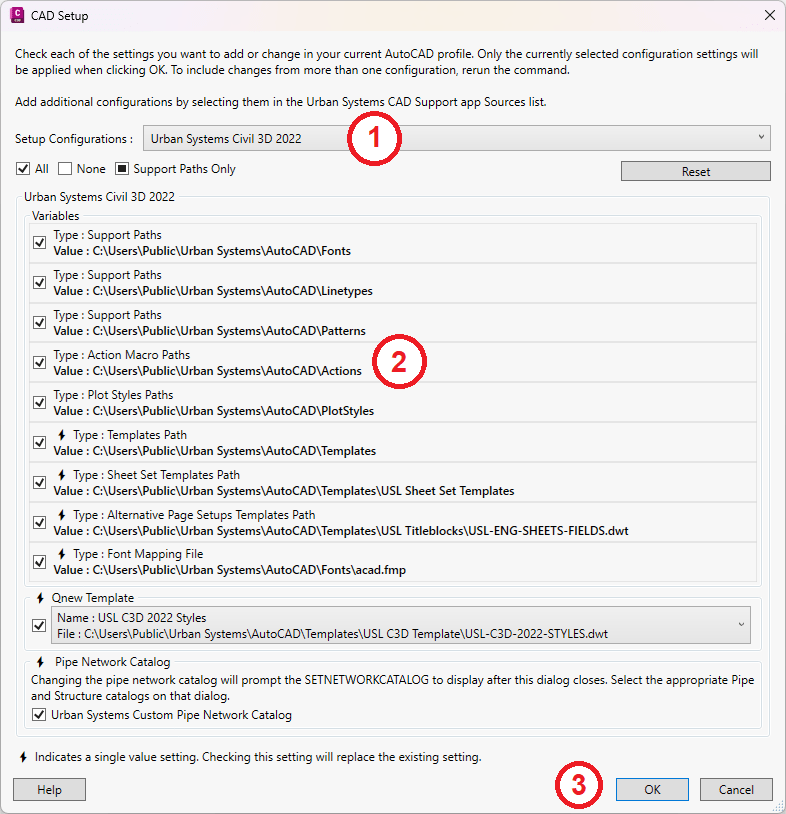 CAD Setup
Check each of the settings you want to add or change in your current AutoCAD profile. Only the currently selected configuration settings will
be applied when clicking OK. To include changes from more than one configuration, rerun the command.
Add additional configurations by selecting them in the Urban Systems CAD Support app Sources list.
Setup Configurations : Urban Systems Civil 3D 2022
1
All None Support Paths Only Reset
Urban Systems Civil 3D 2022
Variables
Type : Support Paths
Value : C:\Users\Public\Urban Systems\AutoCAD\Fonts
Type : Support Paths
Value : C:\Users\Public\Urban Systems\AutoCAD\Linetypes
Type : Support Paths
Value : C:\Users\Public\Urban Systems\AutoCAD\Patterns
Type : Action Macro Paths
Value : C:\Users\Public\Urban Systems\AutoCAD\Actions
2
Type : Plot Styles Paths
Value : C:\Users\Public\Urban Systems\AutoCAD\PlotStyles
Type : Templates Path
Value : C:\Users\Public\Urban Systems\AutoCAD\Templates
Type : Sheet Set Templates Path
Value : C:\Users\Public\Urban Systems\AutoCAD\Templates\USL Sheet Set Templates
Type : Alternative Page Setups Templates Path
Value : C:\Users\Public\Urban Systems\AutoCAD\Templates\USL Titleblocks\USL-ENG-SHEETS-FIELDS.dwt
Type : Font Mapping File
Value : C:\Users\Public\Urban Systems\AutoCAD\Fonts\acad.fmp
Qnew Template
Name : USL C3D 2022 Styles
File : C:\Users\Public\Urban Systems\AutoCAD\Templates\USL C3D Template\USL-C3D-2022-STYLES.dwt
Pipe Network Catalog
Changing the pipe network catalog will prompt the SETNETWORKCATALOG to display after this dialog closes. Select the appropriate Pipe
and Structure catalogs on that dialog.
Urban Systems Custom Pipe Network Catalog
Indicates a single value setting. Checking this setting will replace the existing setting.
Help 3 OK Cancel